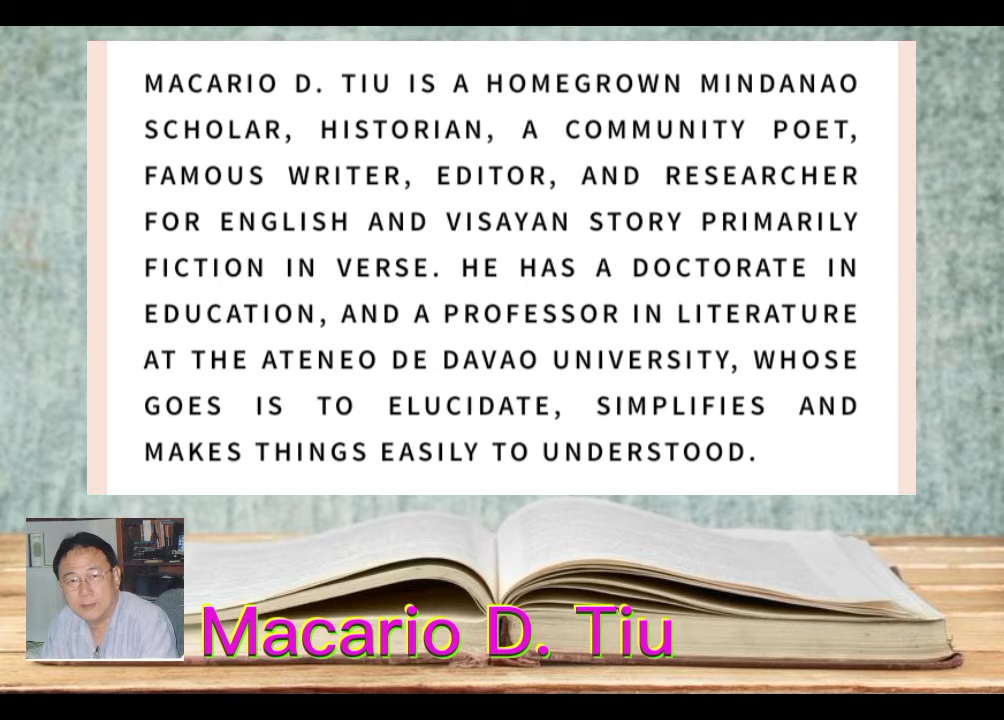 MACARIO D. TIU IS A HOMEGROWN MINDANAO
SCHOLAR, HISTORIAN, A COMMUNITY POET,
FAMOUS WRITER, EDITOR, AND RESEARCHER
FOR ENGLISH AND VISAYAN STORY PRIMARILY
FICTION IN VERSE. HE HAS A DOCTORATE IN
EDUCATION, AND A PROFESSOR IN LITERATURE
AT THE ATENEO DE DAVAO UNIVERSITY, WHOSE
GOES IS TO ELUCIDATE, SIMPLIFIES AND
MAKES THINGS EASILY TO UNDERSTOOD.
Macario D. Tiu